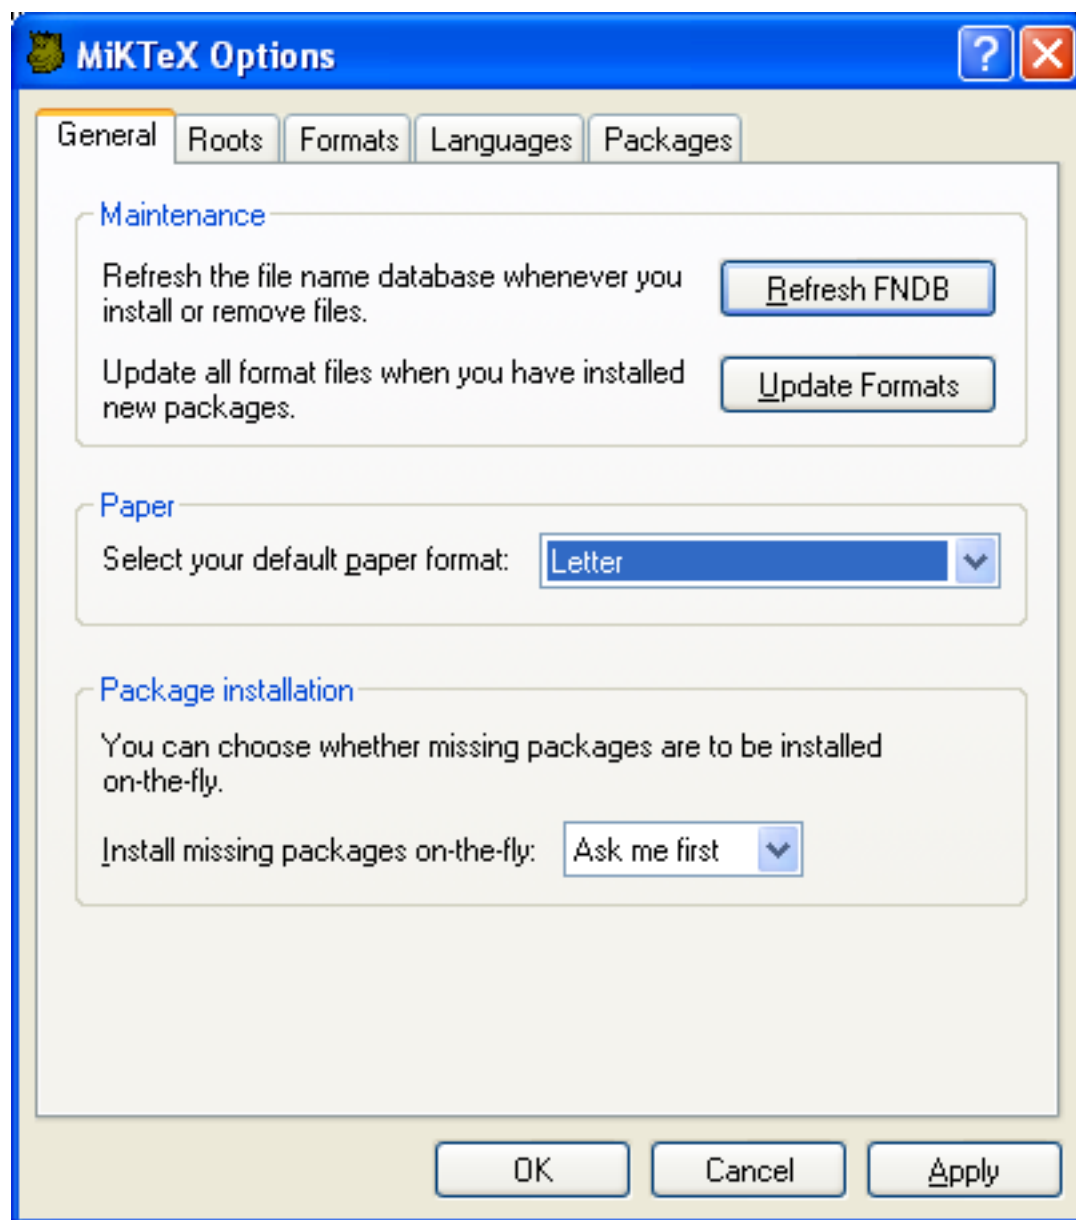 MiKTeX Options
General Roots Formats Languages Packages
Maintenance
Refresh the file name database whenever you
install or remove files.
Refresh FNDB
Update all format files when you have installed
new packages.
Update Formats
Paper
Select your default paper format: Letter
Package installation
You can choose whether missing packages are to be installed
on-the-fly.
Install missing packages on-the-fly: Ask me first
OK Cancel Apply